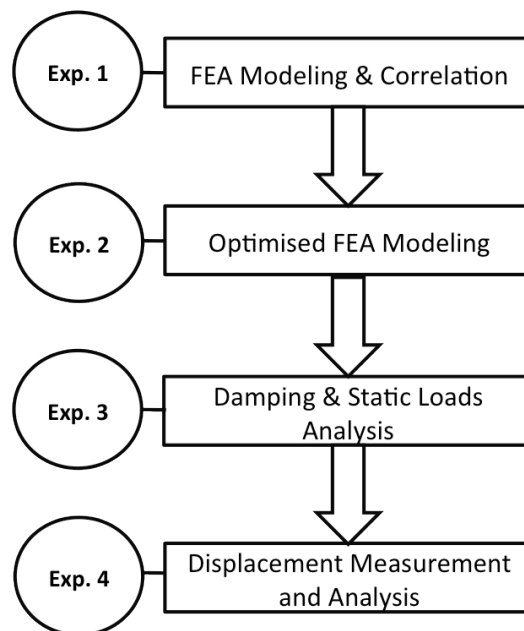 Exp. 1
FEA Modeling & Correlation
Exp. 2
Optimised FEA Modeling
Exp. 3
Damping & Static Loads
Analysis
Exp. 4
Displacement Measurement
and Analysis